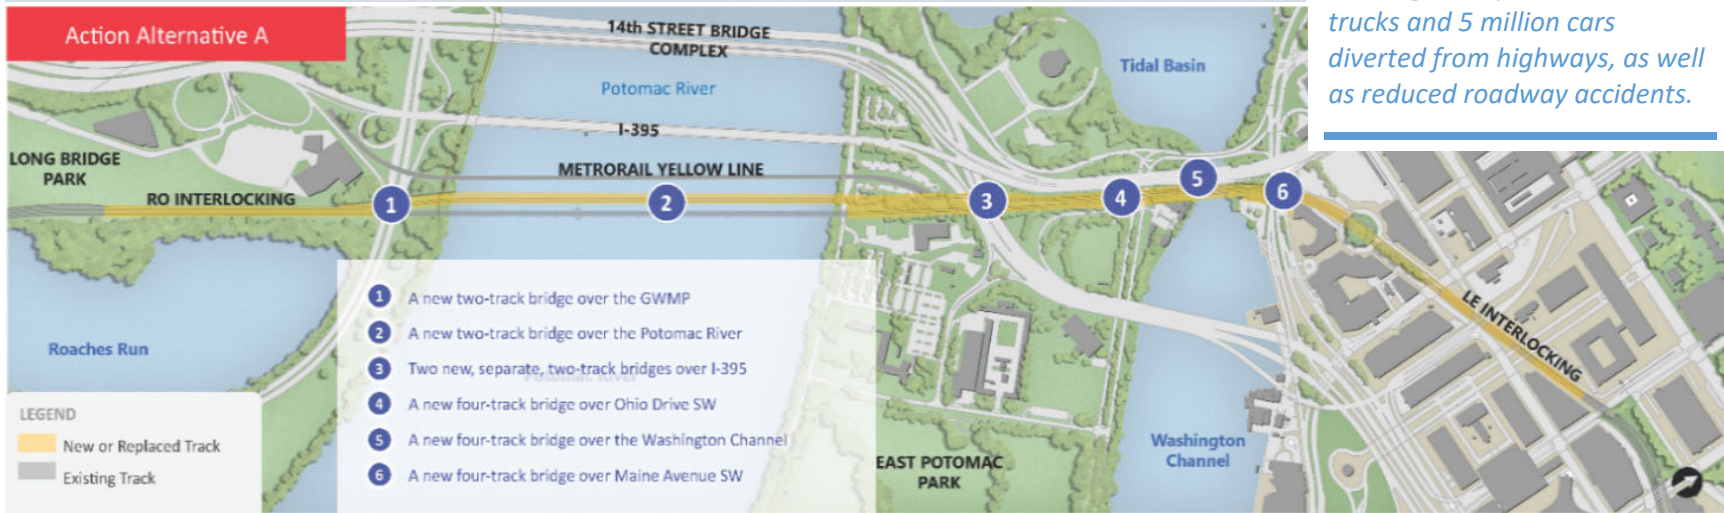 Action Alternative A
trucks and 5 million cars
diverted from highways, as well
as reduced roadway accidents.
14th STREET BRIDGE
COMPLEX
Tidal Basin
Potomac River
I-395
LONG BRIDGE
PARK
METRORAIL YELLOW LINE
RO INTERLOCKING
1
2
3
4
5
6
1 A new two-track bridge over the GWMP
2 A new two-track bridge over the Potomac River
3 Two new, separate, two-track bridges over I-395
Potomac River
4 A new four-track bridge over Ohio Drive SW
5 A new four-track bridge over the Washington Channel
6 A new four-track bridge over Maine Avenue SW
Roaches Run
LE INTERLOCKING
LEGEND
New or Replaced Track
Existing Track
EAST POTOMAC
PARK
Washington
Channel